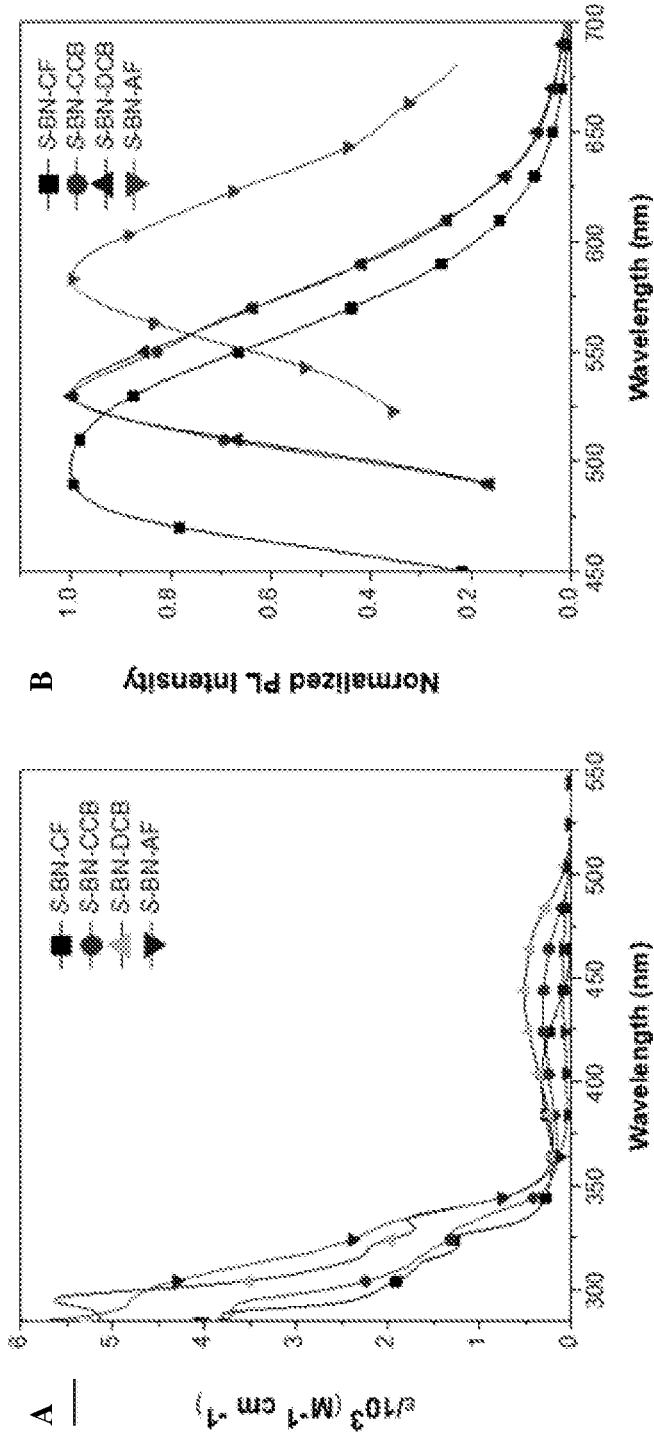 A
ε/10³ (M⁻¹ cm ⁻¹)
6
5
4
3
2
1
0
S-BN-CF
S-BN-CCB
S-BN-DCB
S-BN-AF
300
350
400
450
500
550
Wavelength (nm)
B
Normalized PL Intensity
1.0
0.8
0.6
0.4
0.2
0.0
S-BN-CF
S-BN-CCB
S-BN-DCB
S-BN-AF
450
500
550
600
650
700
Wavelength (nm)